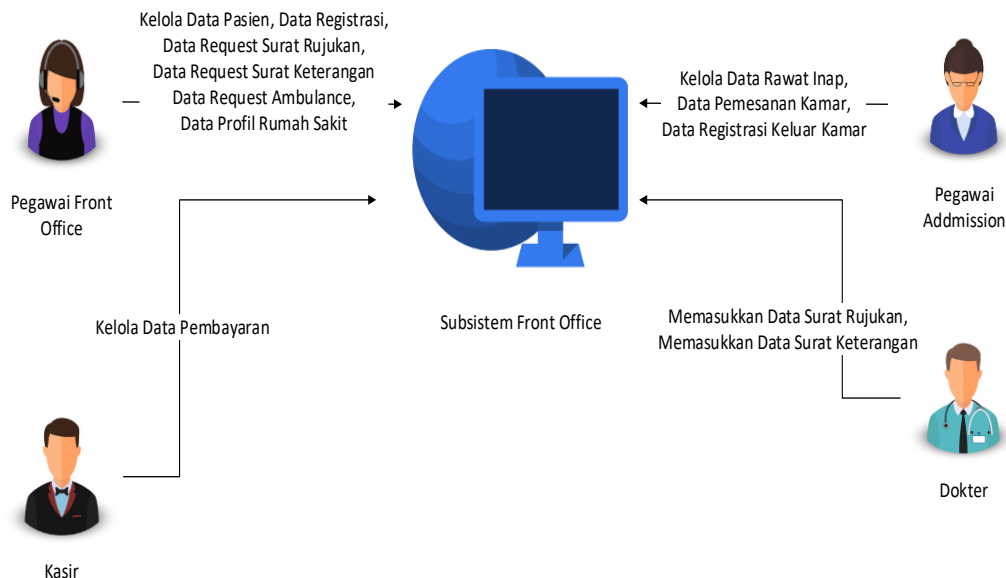 Kelola Data Pasien, Data Registrasi,
Data Request Surat Rujukan,
Data Request Surat Keterangan
Data Request Ambulance,
Data Profil Rumah Sakit
Kelola Data Rawat Inap,
Data Pemesanan Kamar,
Data Registrasi Keluar Kamar
Pegawai Front
Office
Pegawai
Addmission
Kelola Data Pembayaran
Subsistem Front Office
Memasukkan Data Surat Rujukan,
Memasukkan Data Surat Keterangan
Dokter
Kasir